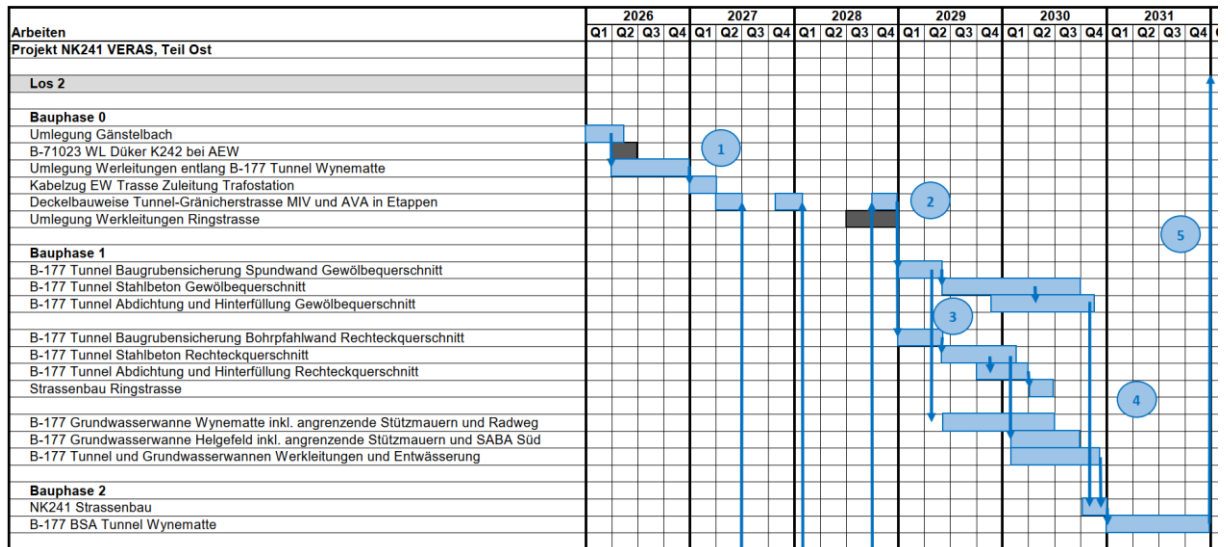 2026 2027 2028 2029 2030 2031
Arbeiten Q1 Q2 Q3 Q4 Q1 Q2 Q3 Q4 Q1 Q2 Q3 Q4 Q1 Q2 Q3 Q4 Q1 Q2 Q3 Q4 Q1 Q2 Q3 Q4
Projekt NK241 VERAS, Teil Ost
Los 2
Bauphase 0
Umlegung Gänstelbach
B-71023 WL Düker K242 bei AEW
1
Umlegung Werleitungen entlang B-177 Tunnel Wynematte
Kabelzug EW Trasse Zuleitung Trafostation
Deckelbauweise Tunnel-Gränicherstrasse MIV und AVA in Etappen
2
Umlegung Werkleitungen Ringstrasse
5
Bauphase 1
B-177 Tunnel Baugrubensicherung Spundwand Gewölbequerschnitt
B-177 Tunnel Stahlbeton Gewölbequerschnitt
B-177 Tunnel Abdichtung und Hinterfüllung Gewölbequerschnitt
3
B-177 Tunnel Baugrubensicherung Bohrpfahlwand Rechteckquerschnitt
B-177 Tunnel Stahlbeton Rechteckquerschnitt
B-177 Tunnel Abdichtung und Hinterfüllung Rechteckquerschnitt
Strassenbau Ringstrasse
4
B-177 Grundwasserwanne Wynematte inkl. angrenzende Stützmauern und Radweg
B-177 Grundwasserwanne Helgefeld inkl. angrenzende Stützmauern und SABA Süd
B-177 Tunnel und Grundwasserwannen Werkleitungen und Entwässerung
Bauphase 2
NK241 Strassenbau
B-177 BSA Tunnel Wynematte